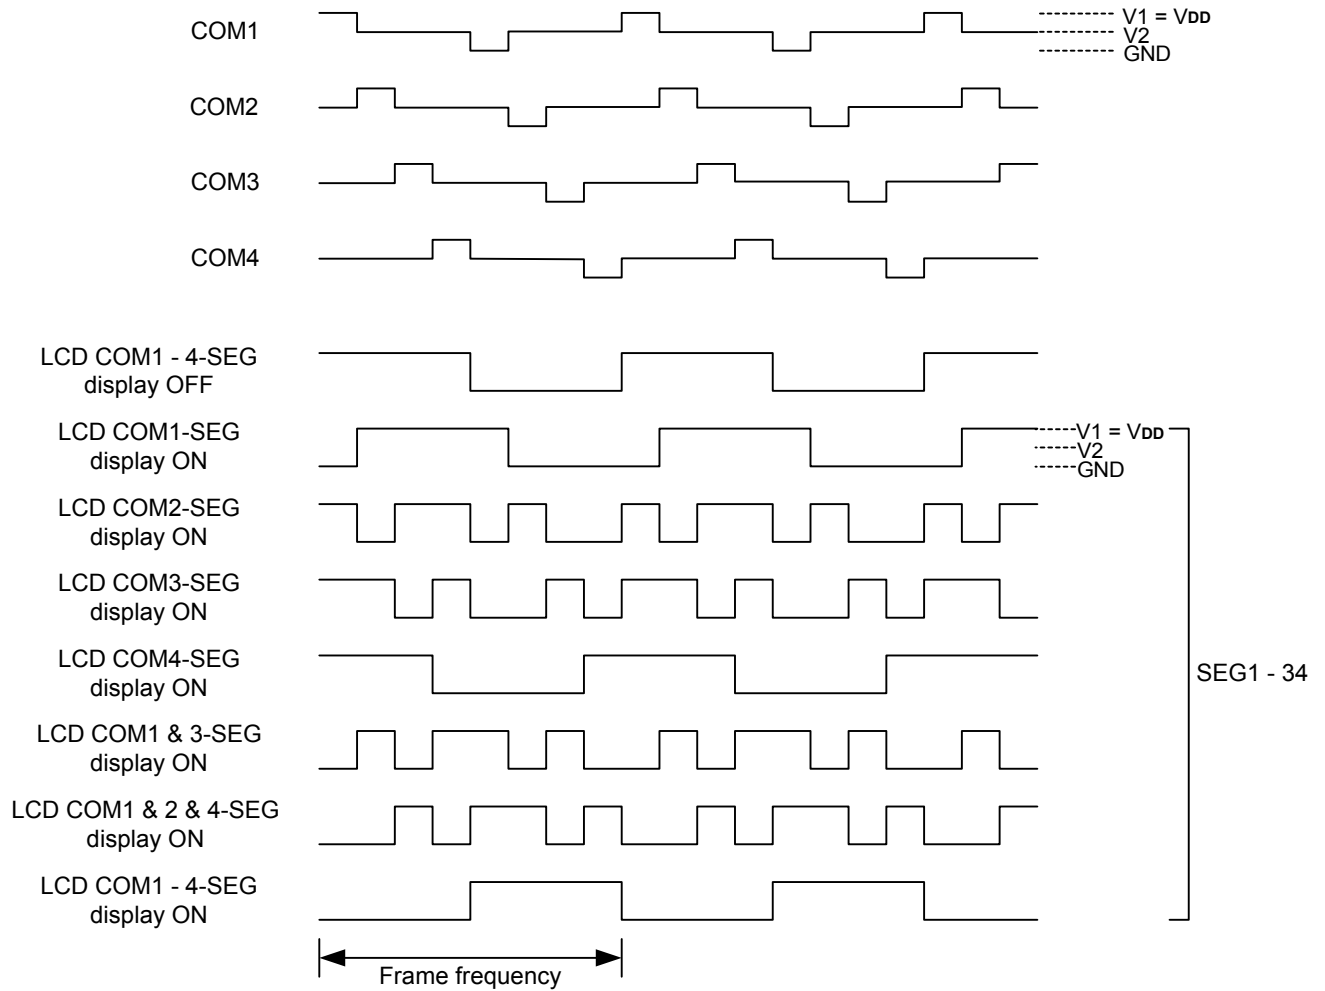 COM1
V1 = VDD
V2
GND
COM2
COM3
COM4
LCD COM1 - 4-SEG
display OFF
LCD COM1-SEG
display ON
V1 = VDD
V2
GND
LCD COM2-SEG
display ON
LCD COM3-SEG
display ON
LCD COM4-SEG
display ON
SEG1 - 34
LCD COM1 & 3-SEG
display ON
LCD COM1 & 2 & 4-SEG
display ON
LCD COM1 - 4-SEG
display ON
Frame frequency